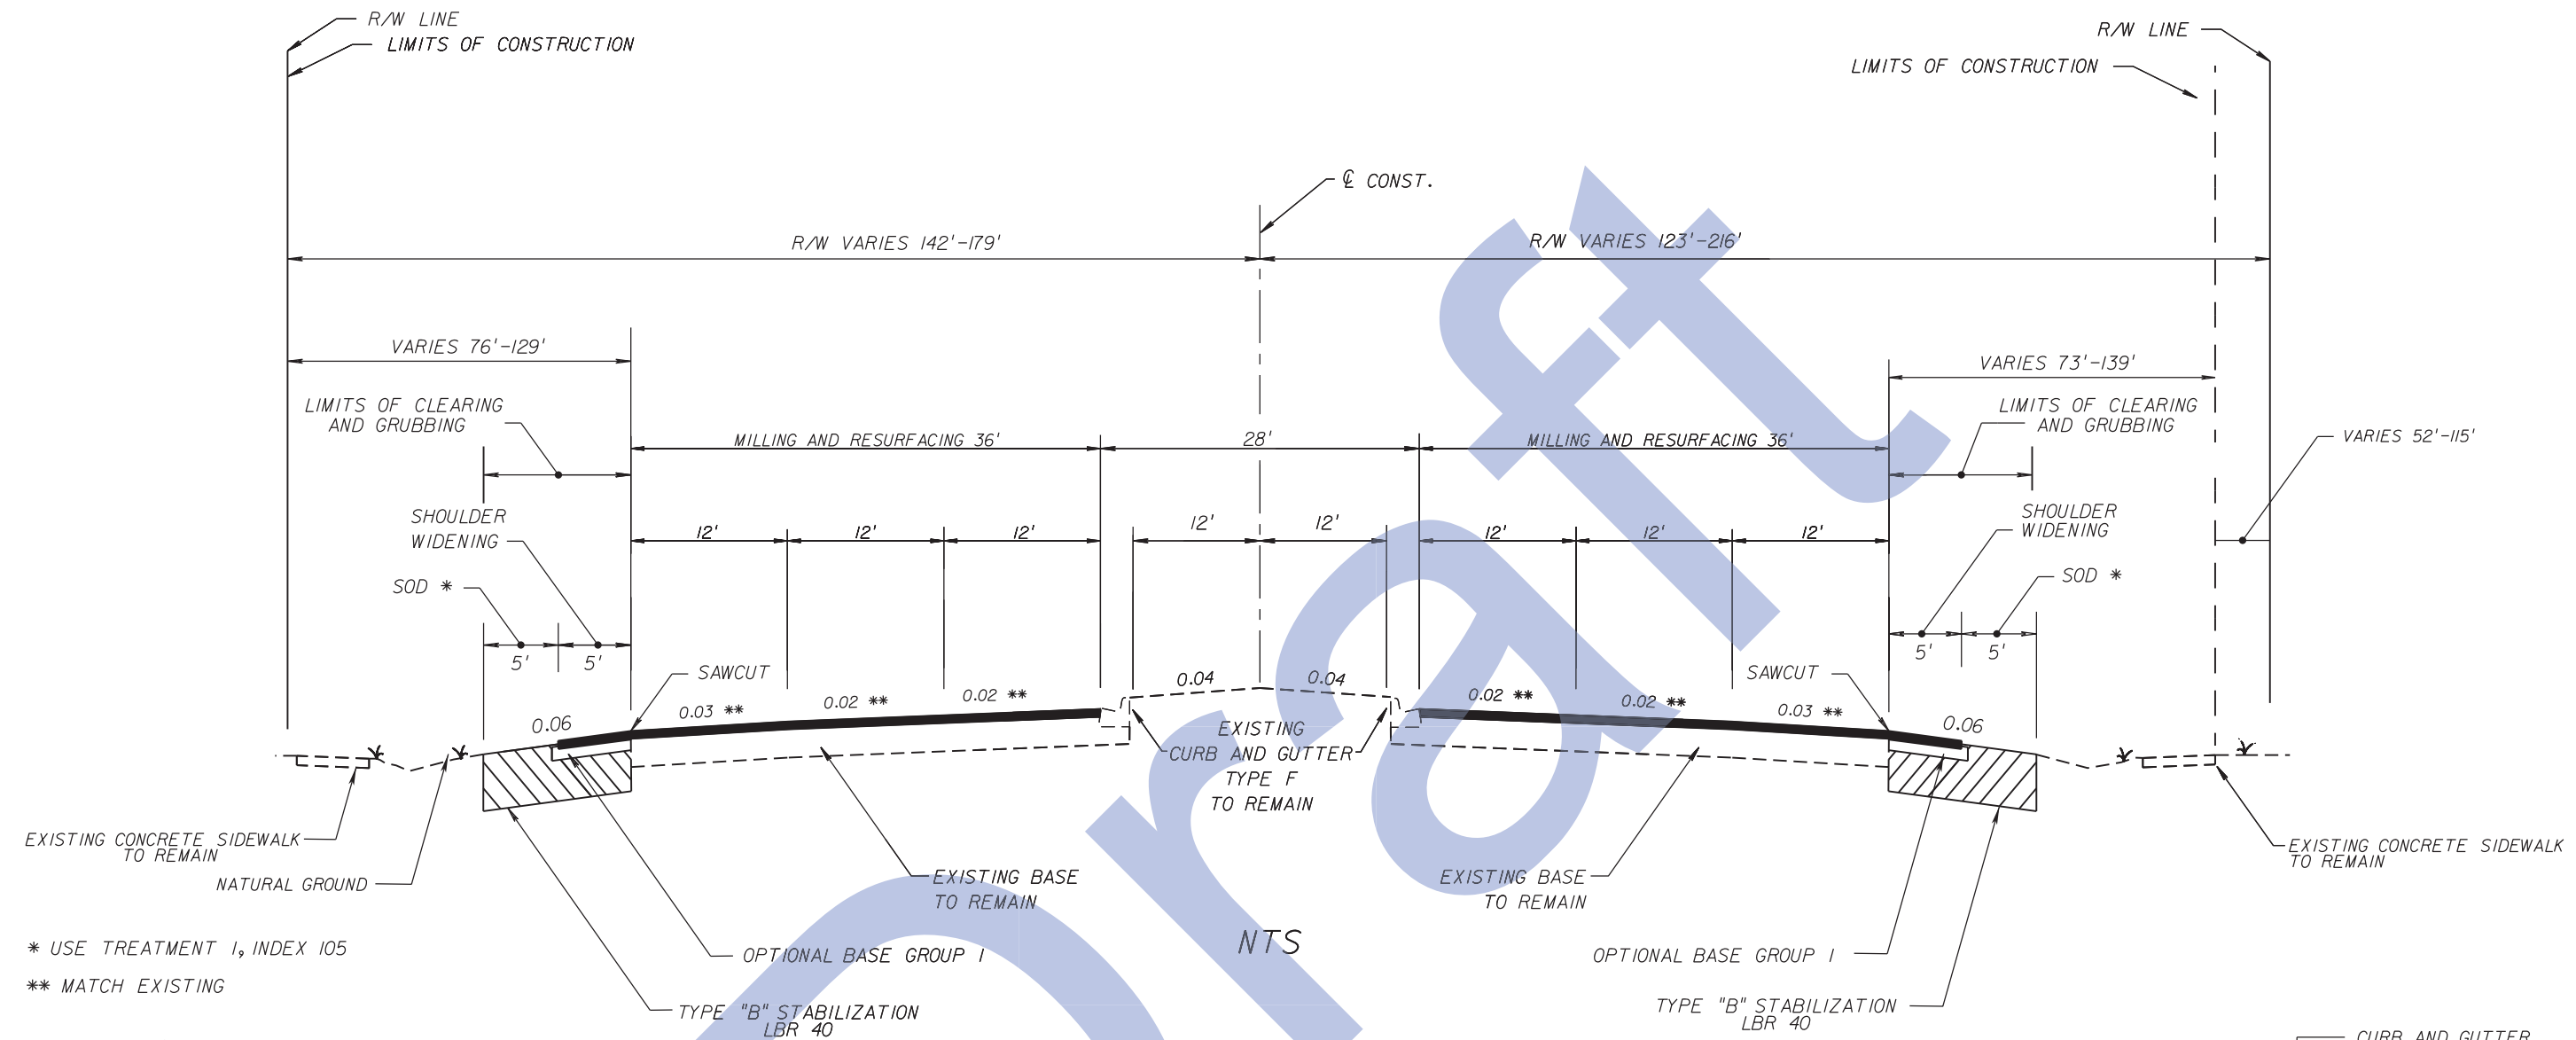 R/W LINE
LIMITS OF CONSTRUCTION
R/W LINE
LIMITS OF CONSTRUCTION
℄ CONST.
R/W VARIES 142'-179'
R/W VARIES 123'-216'
VARIES 76'-129'
VARIES 73'-139'
LIMITS OF CLEARING
AND GRUBBING
LIMITS OF CLEARING
AND GRUBBING
MILLING AND RESURFACING 36'
28'
MILLING AND RESURFACING 36'
VARIES 52'-115'
SHOULDER
WIDENING
SHOULDER
WIDENING
12'
12'
12'
12'
12'
12'
12'
12'
SOD *
SOD *
5'
5'
5'
5'
SAWCUT
SAWCUT
0.06
0.03 **
0.02 **
0.02 **
0.04
0.04
0.02 **
0.02 **
0.03 **
0.06
EXISTING
CURB AND GUTTER
TYPE F
TO REMAIN
EXISTING CONCRETE SIDEWALK
TO REMAIN
EXISTING CONCRETE SIDEWALK
TO REMAIN
NATURAL GROUND
EXISTING BASE
TO REMAIN
EXISTING BASE
TO REMAIN
NTS
* USE TREATMENT 1, INDEX 105
** MATCH EXISTING
OPTIONAL BASE GROUP 1
OPTIONAL BASE GROUP 1
TYPE "B" STABILIZATION
LBR 40
TYPE "B" STABILIZATION
LBR 40
CURB AND GUTTER
Draft